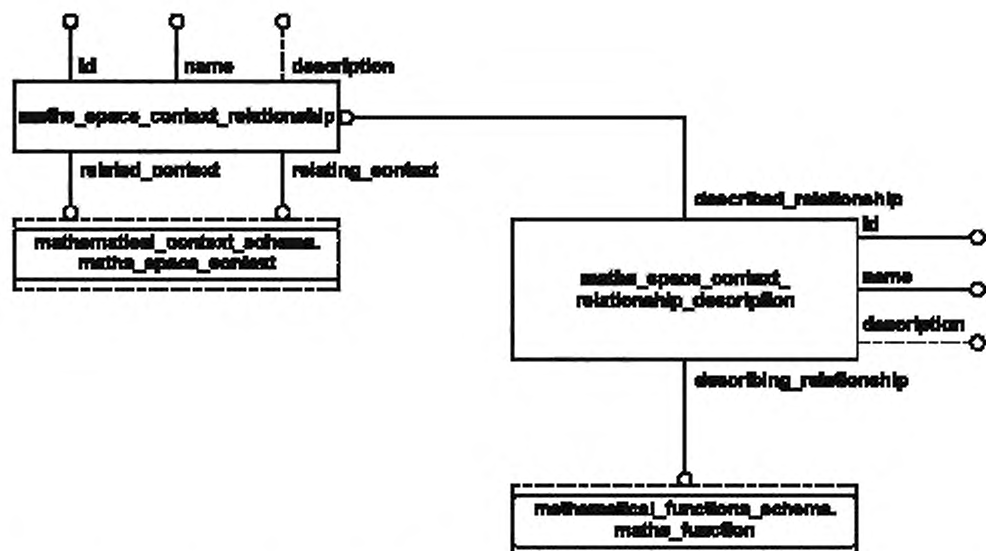 id
name
description
maths_space_context_relationship
related_context
relating_context
mathematical_context_schema.
maths_space_context
described_relationship
id
name
description
maths_space_context_
relationship_description
describing_relationship
mathematical_functions_schema.
maths_function